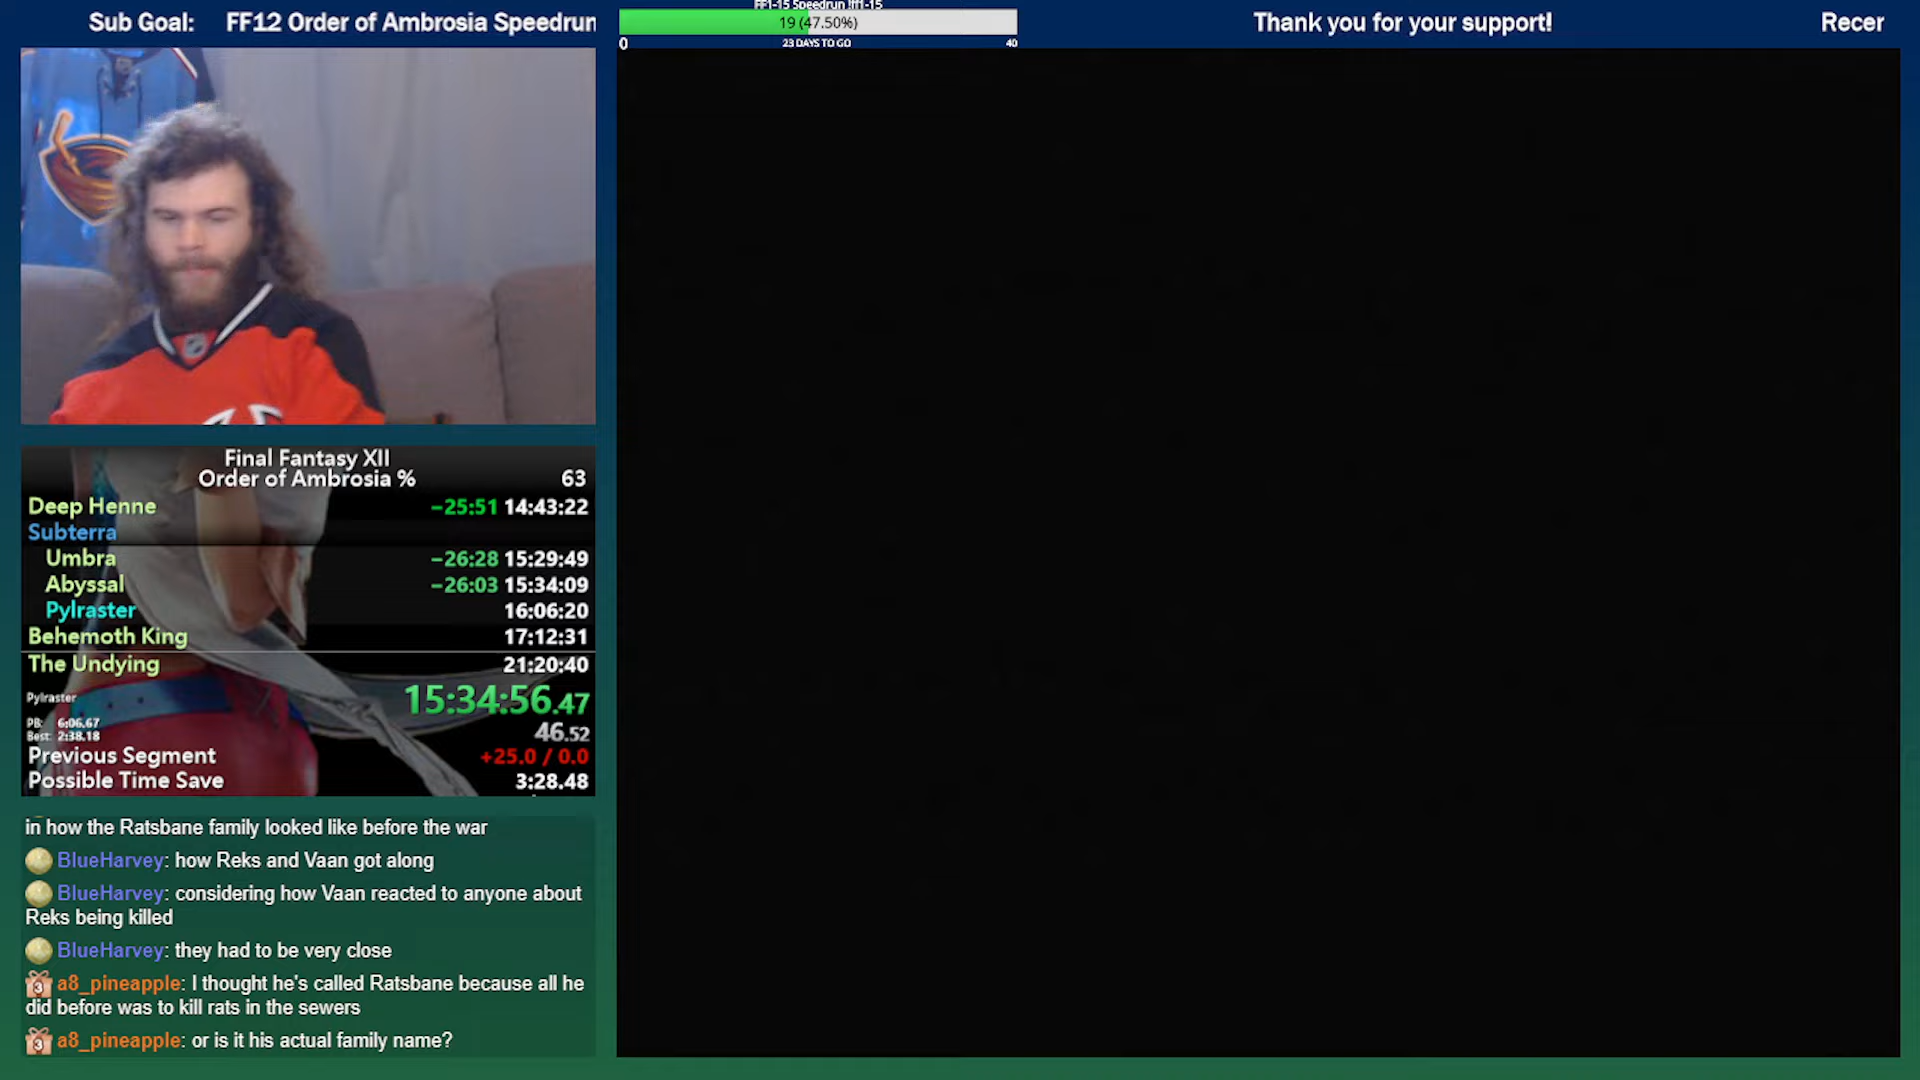 Sub Goal: FF12 Order of Ambrosia Speedrun
FF1-15 Speedrun !ff1-15
19 (47.50%)
0 23 DAYS TO GO 40
Thank you for your support!
Recer
Final Fantasy XII
Order of Ambrosia % 63
Deep Henne -25:51 14:43:22
Subterra
Umbra -26:28 15:29:49
Abyssal -26:03 15:34:09
Pylraster 16:06:20
Behemoth King 17:12:31
The Undying 21:20:40
Pylraster 15:34:56.47
PB: 6:06.67
Best: 2:38.18 46.52
Previous Segment +25.0 / 0.0
Possible Time Save 3:28.48
in how the Ratsbane family looked like before the war
BlueHarvey: how Reks and Vaan got along
BlueHarvey: considering how Vaan reacted to anyone about
Reks being killed
BlueHarvey: they had to be very close
3 a8_pineapple: I thought he's called Ratsbane because all he
did before was to kill rats in the sewers
3 a8_pineapple: or is it his actual family name?